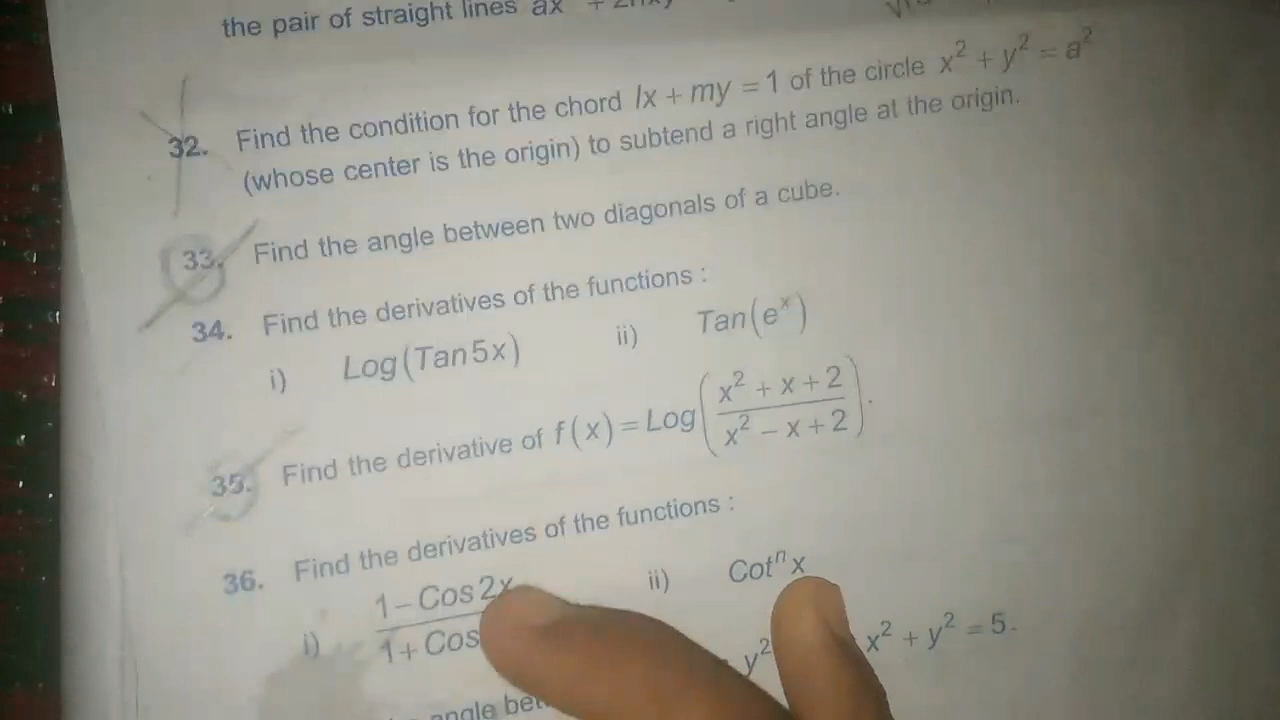 the pair of straight lines ax
32. Find the condition for the chord lx + my = 1 of the circle x² + y² = a²
(whose center is the origin) to subtend a right angle at the origin.
33. Find the angle between two diagonals of a cube.
34. Find the derivatives of the functions :
i) Log(Tan5x) ii) Tan(eˣ)
35. Find the derivative of f(x) = Log((x² + x + 2)/(x² − x + 2)).
36. Find the derivatives of the functions :
i) 1 − Cos 2x / 1 + Cos ii) Cotⁿx
y² x² + y² = 5.
angle